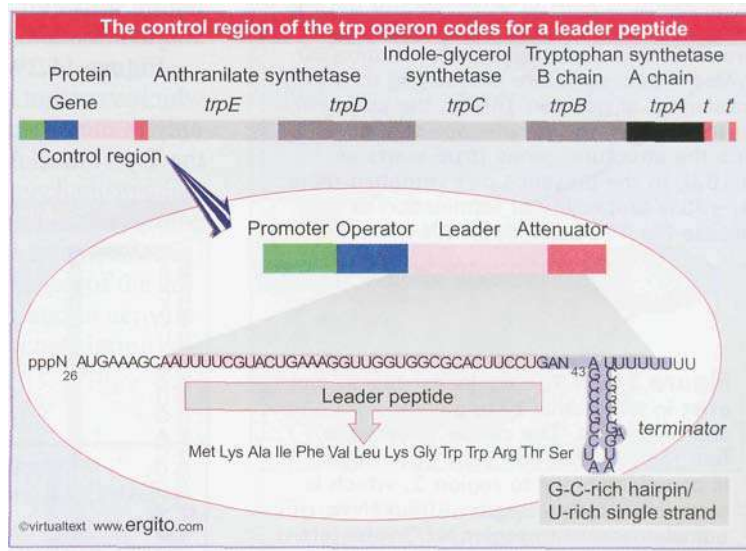 The control region of the trp operon codes for a leader peptide
Indole-glycerol Tryptophan synthetase
Protein Anthranilate synthetase synthetase B chain A chain
Gene trpE trpD trpC trpB trpA t t'
Control region
Promoter Operator Leader Attenuator
pppN AUGAAAGCAAUUUUCGUACUGAAAGGUUGGUGGCGCACUUCCUGAN
26 43
Leader peptide
terminator
Met Lys Ala Ile Phe Val Leu Lys Gly Trp Trp Arg Thr Ser
G-C-rich hairpin/
U-rich single strand
©virtualtext www.ergito.com